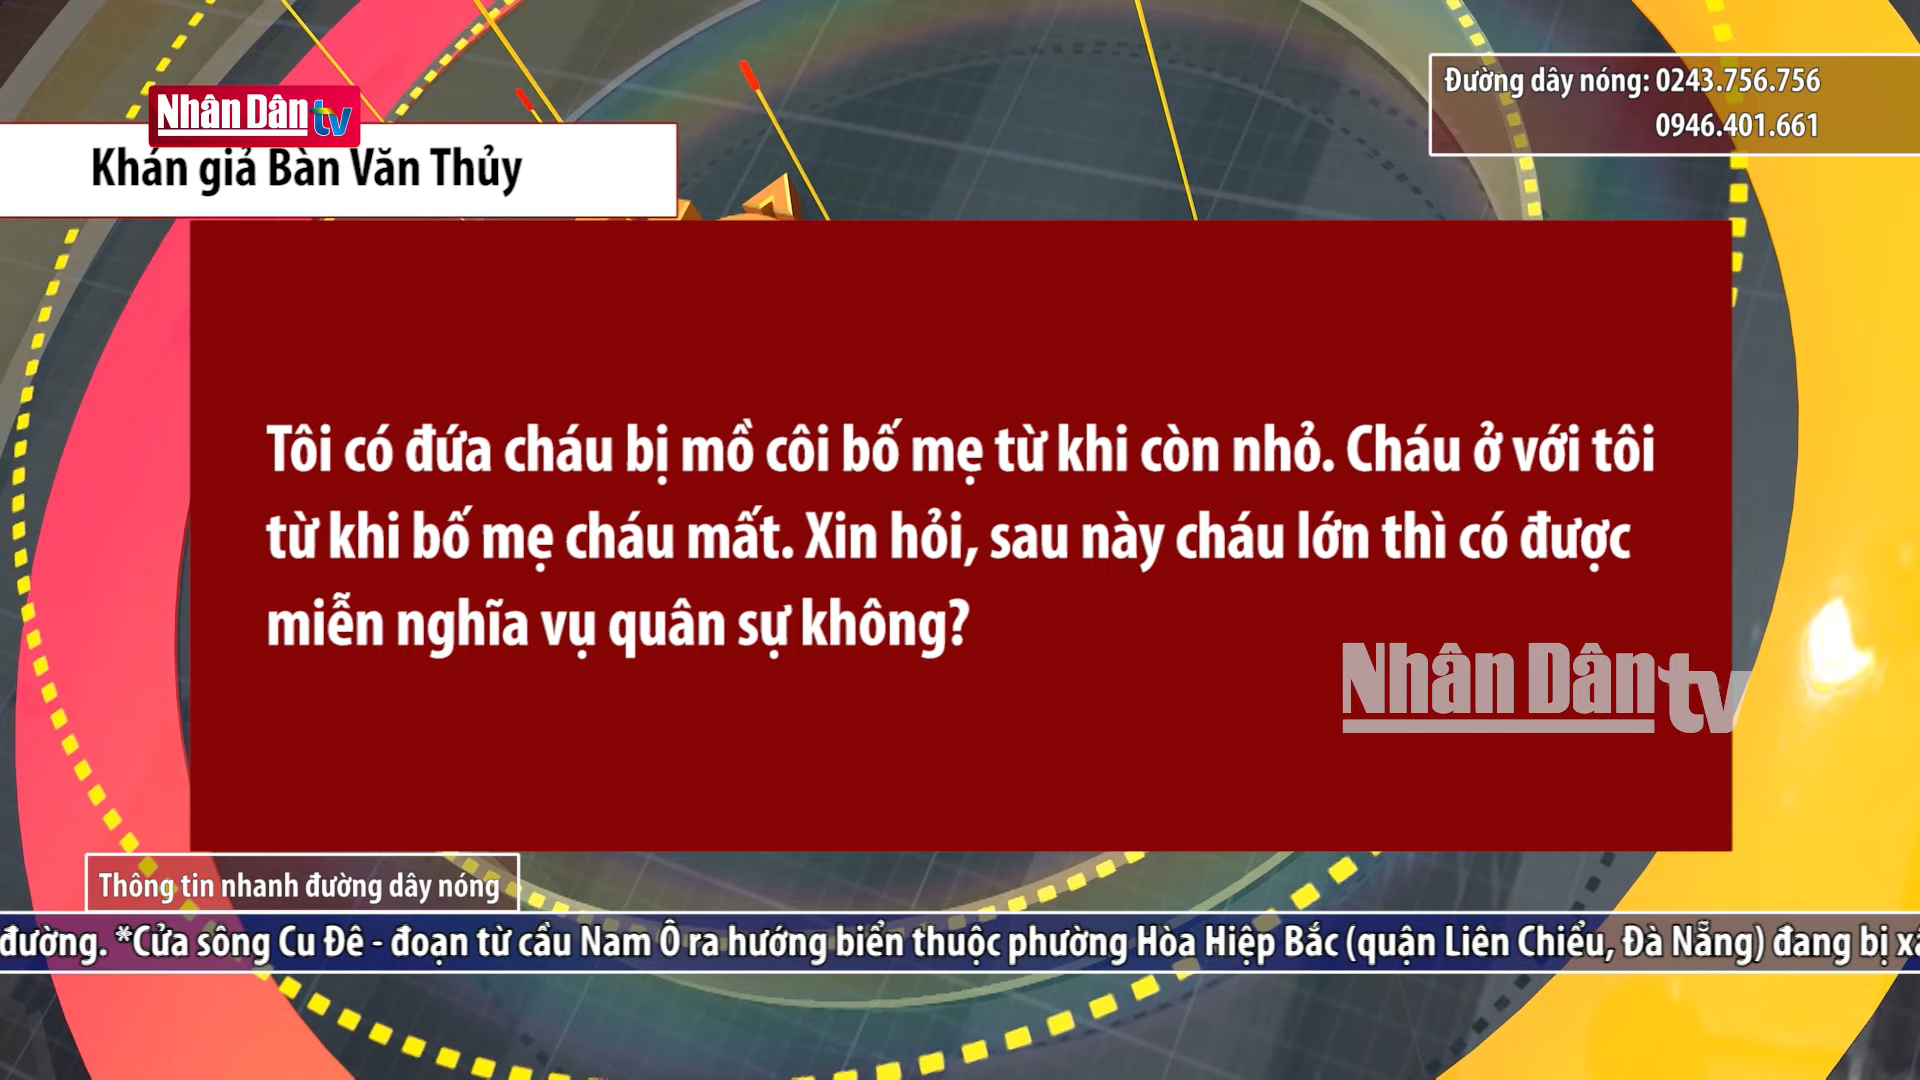 Nhân Dân tv
Đường dây nóng: 0243.756.756
0946.401.661
Khán giả Bàn Văn Thủy
Tôi có đứa cháu bị mồ côi bố mẹ từ khi còn nhỏ. Cháu ở với tôi
từ khi bố mẹ cháu mất. Xin hỏi, sau này cháu lớn thì có được
miễn nghĩa vụ quân sự không?
Nhân Dân tv
Thông tin nhanh đường dây nóng
đường. *Cửa sông Cu Đê - đoạn từ cầu Nam Ô ra hướng biển thuộc phường Hòa Hiệp Bắc (quận Liên Chiểu, Đà Nẵng) đang bị